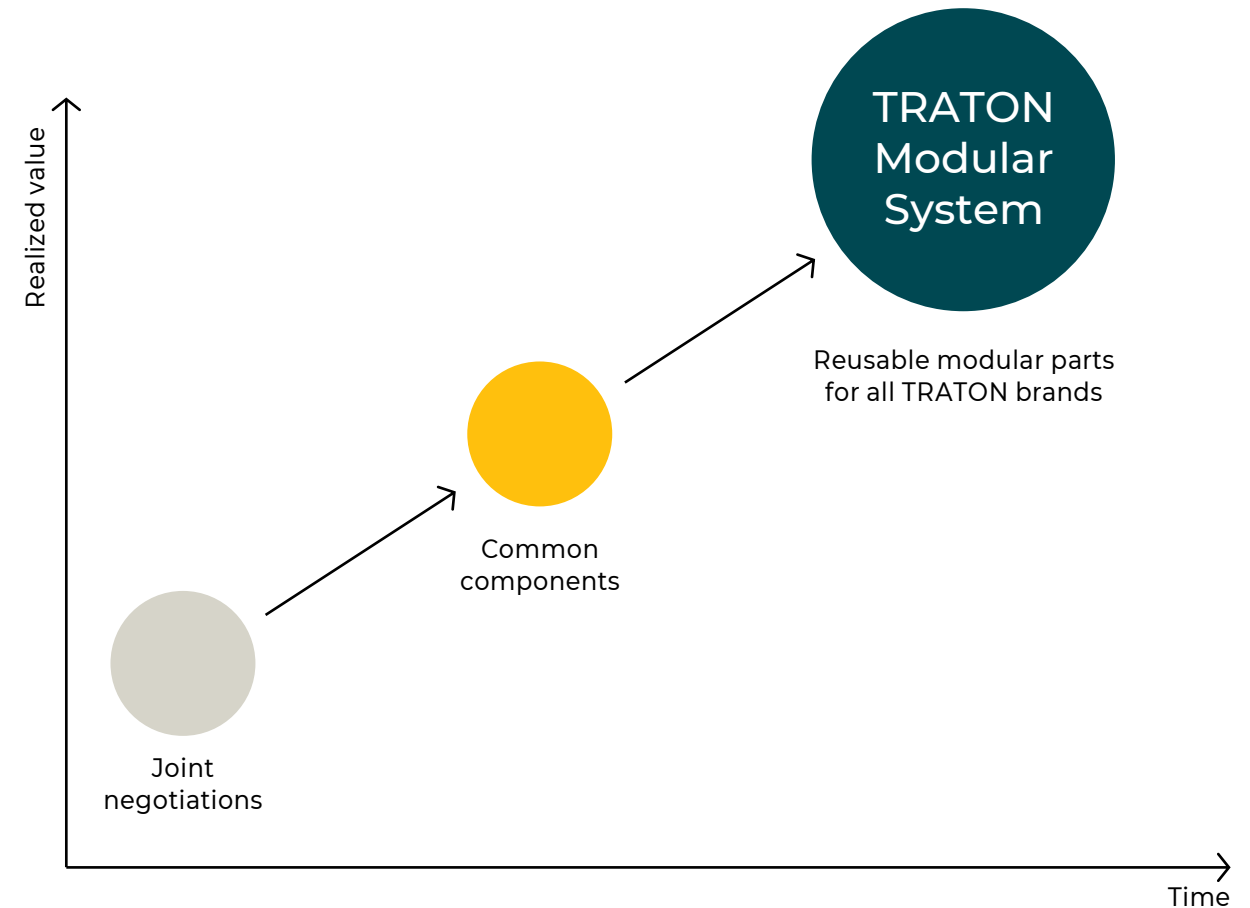 Realized value
TRATON
Modular
System
Reusable modular parts
for all TRATON brands
Common
components
Joint
negotiations
Time